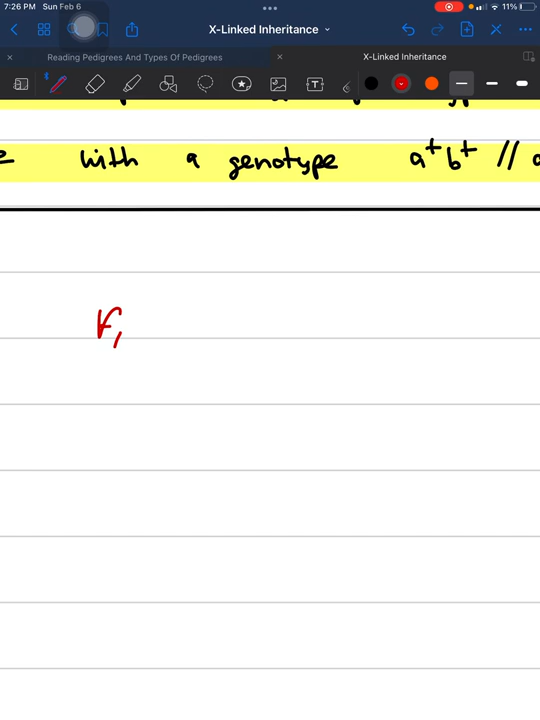 7:26 PM Sun Feb 6 11%
X-Linked Inheritance
Reading Pedigrees And Types Of Pedigrees X-Linked Inheritance
with a genotype a⁺b⁺ //
F₁